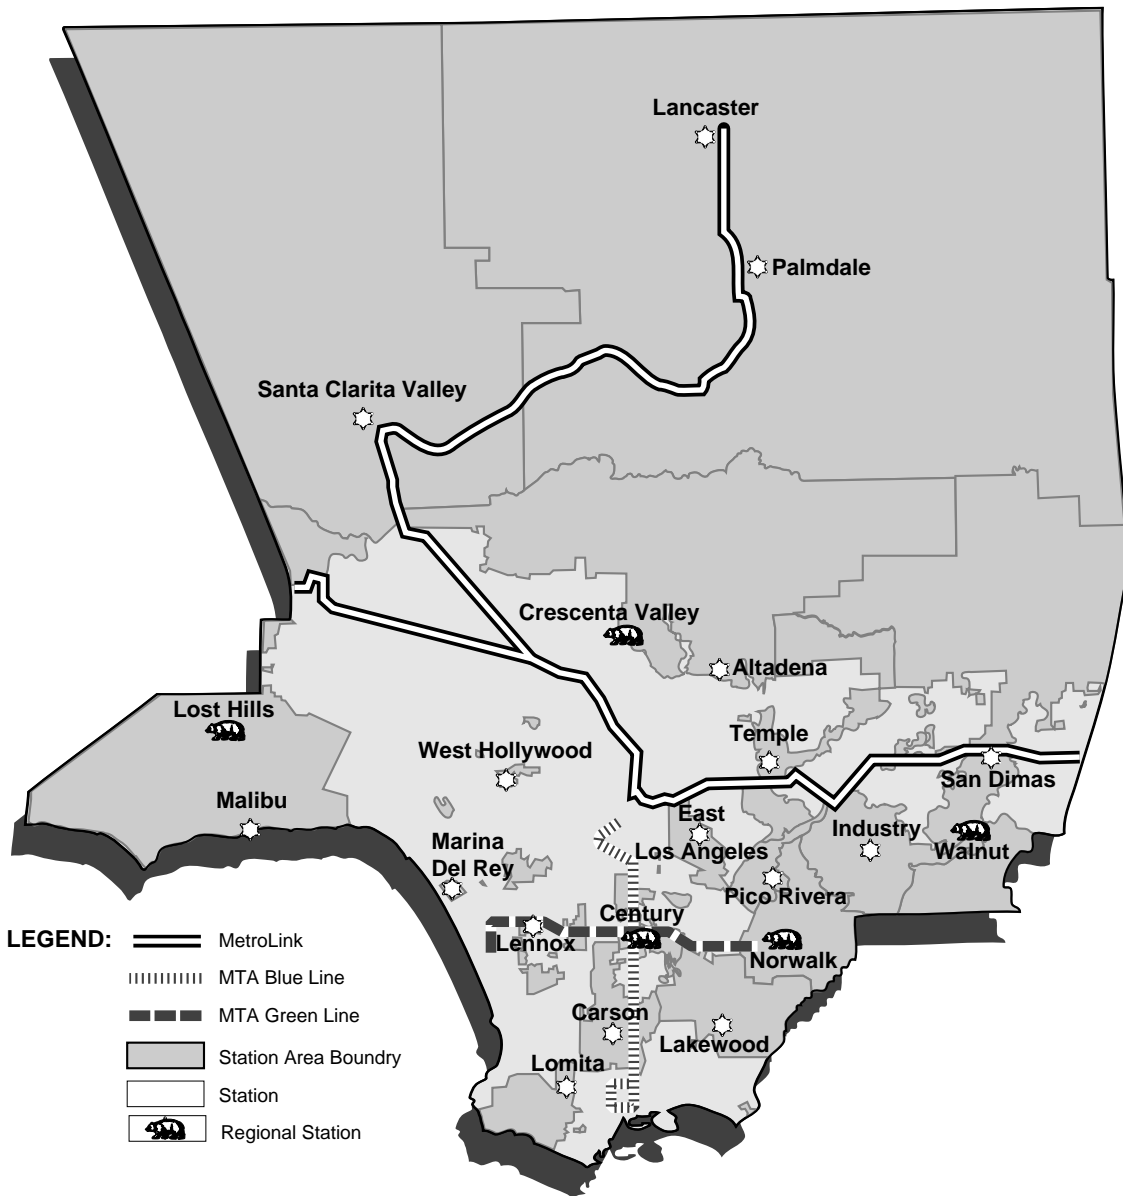 Lancaster
Palmdale
Santa Clarita Valley
Crescenta Valley
Altadena
Lost Hills
Temple
West Hollywood
San Dimas
Malibu
East
Los Angeles
Industry
Walnut
Marina
Del Rey
Pico Rivera
Century
Lennox
Norwalk
Carson
Lakewood
Lomita
LEGEND:
MetroLink
MTA Blue Line
MTA Green Line
Station Area Boundry
Station
Regional Station